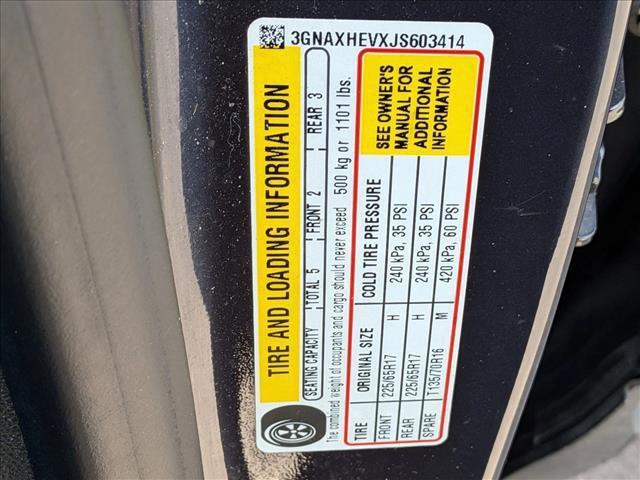 3GNAXHEVXJS603414
TIRE AND LOADING INFORMATION
SEATING CAPACITY TOTAL 5 FRONT 2 REAR 3
The combined weight of occupants and cargo should never exceed 500 kg or 1101 lbs.
TIRE ORIGINAL SIZE COLD TIRE PRESSURE
FRONT 225/65R17 H 240 kPa, 35 PSI
REAR 225/65R17 H 240 kPa, 35 PSI
SPARE T135/70R16 M 420 kPa, 60 PSI
SEE OWNER'S
MANUAL FOR
ADDITIONAL
INFORMATION